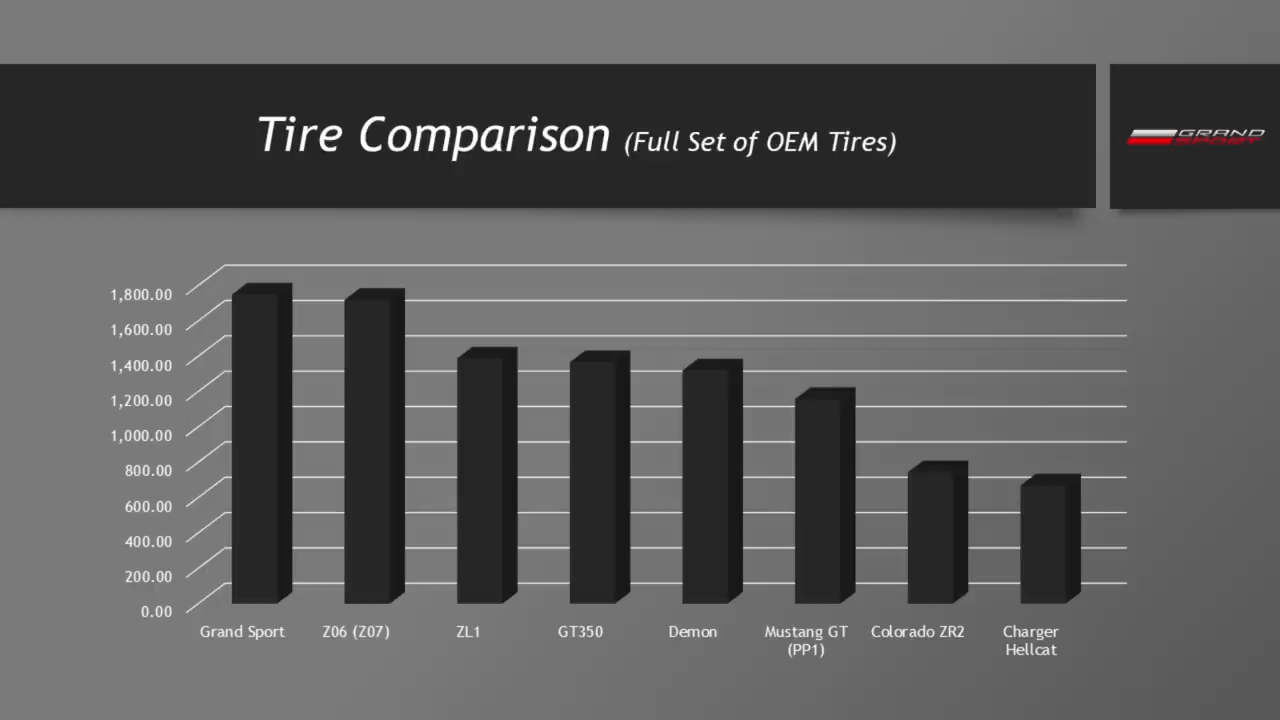 Tire Comparison (Full Set of OEM Tires)
GRAND
SPORT
1,800.00
1,600.00
1,400.00
1,200.00
1,000.00
800.00
600.00
400.00
200.00
0.00
Grand Sport
Z06 (Z07)
ZL1
GT350
Demon
Mustang GT
(PP1)
Colorado ZR2
Charger
Hellcat